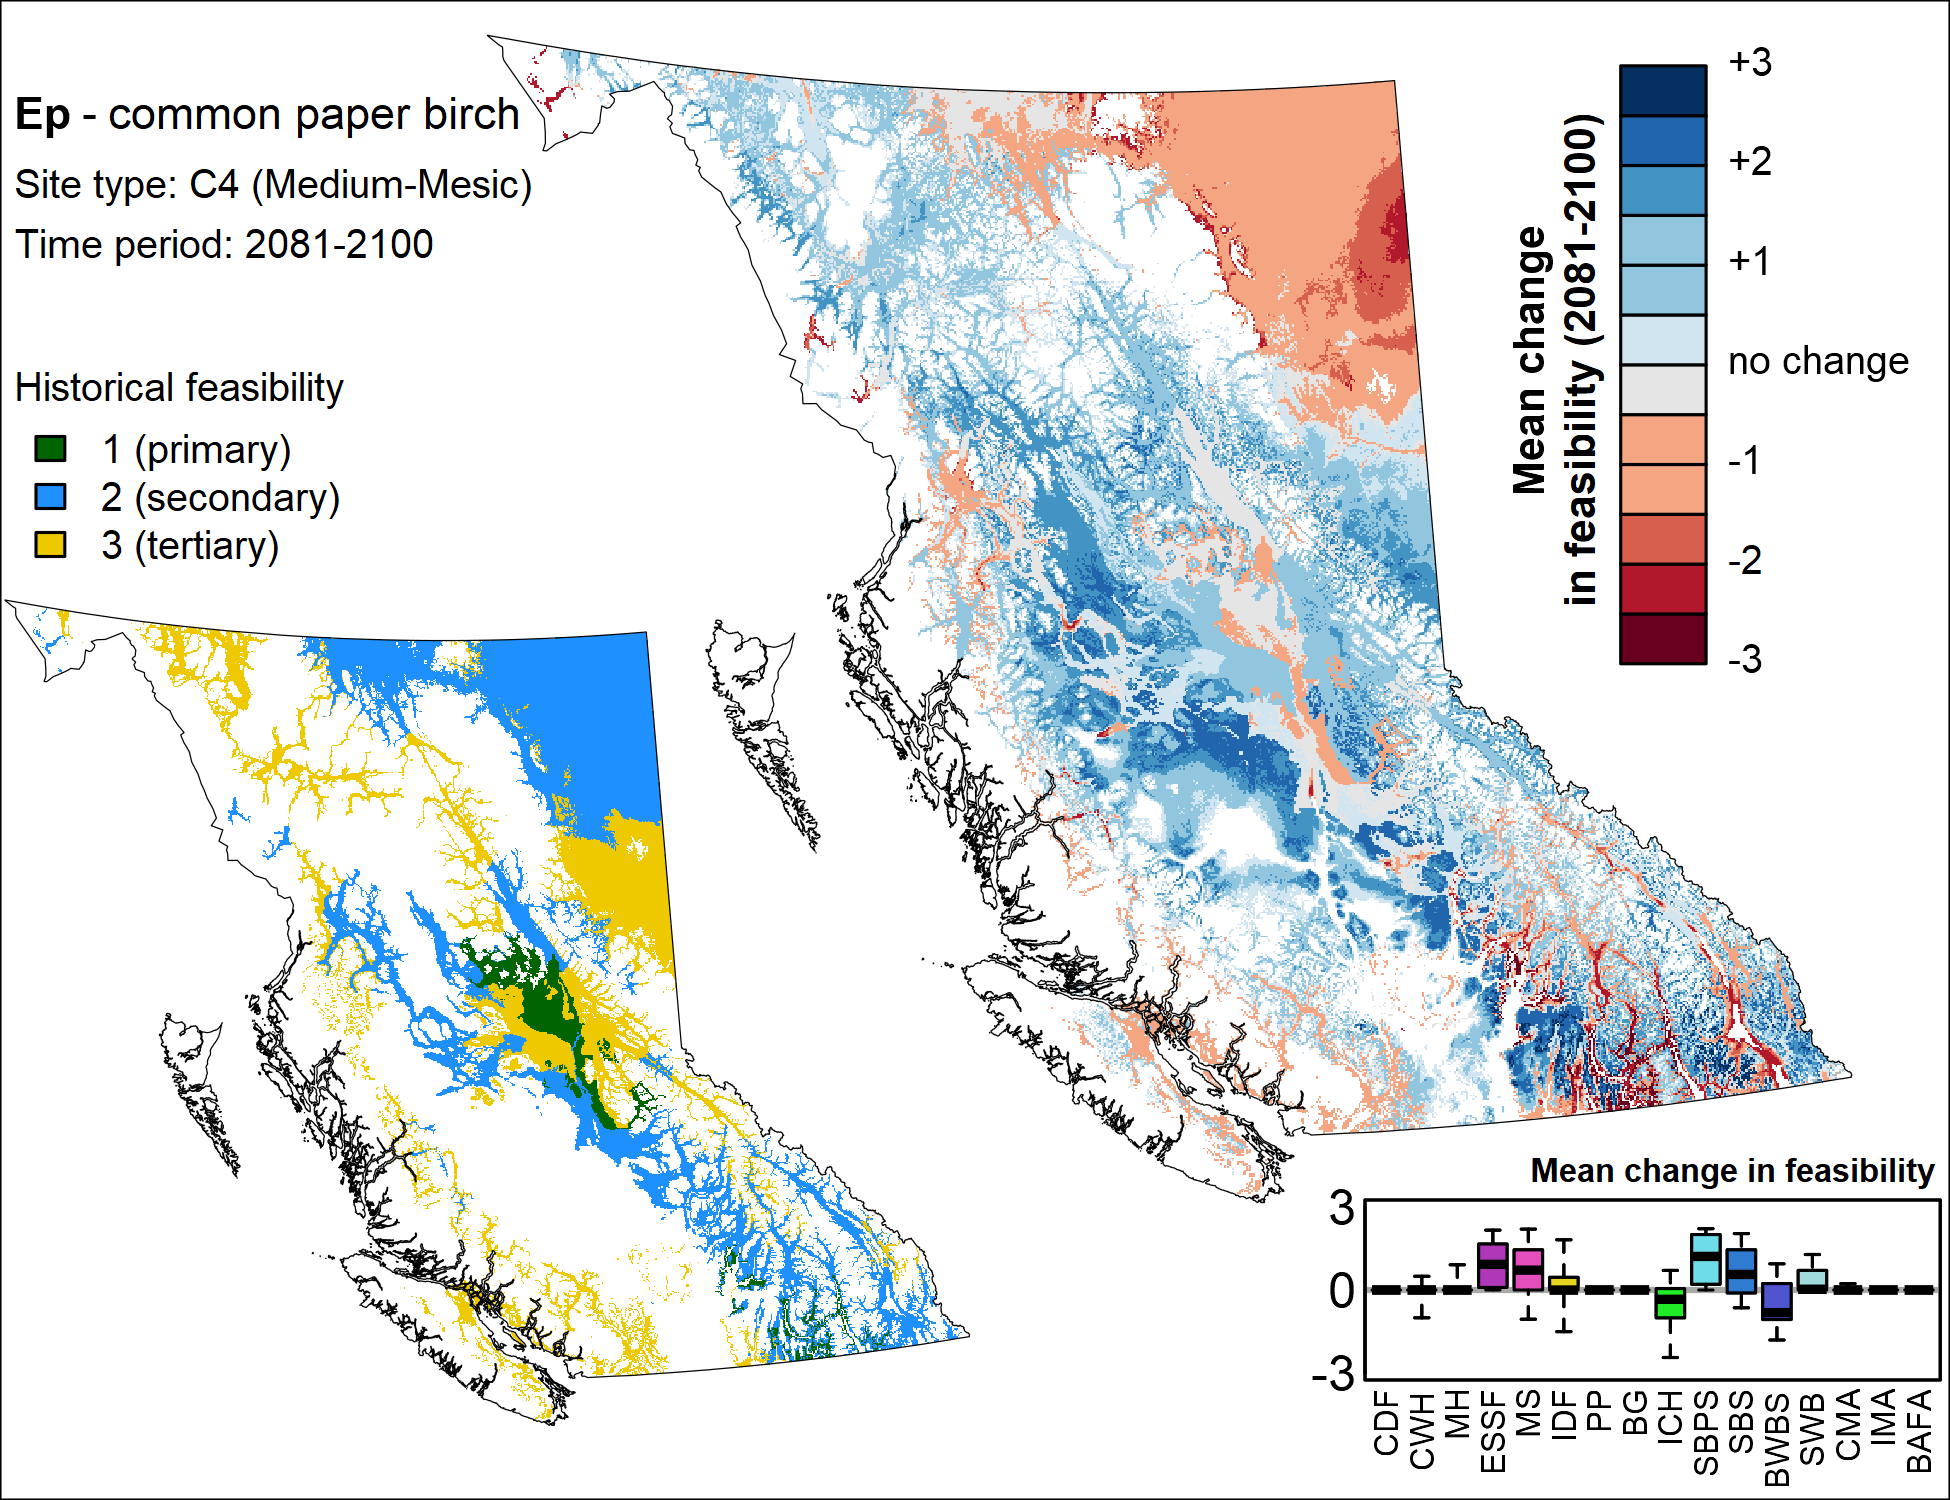 Ep - common paper birch
Site type: C4 (Medium-Mesic)
Time period: 2081-2100
Historical feasibility
1 (primary)
2 (secondary)
3 (tertiary)
Mean change
in feasibility (2081-2100)
+3
+2
+1
no change
-1
-2
-3
Mean change in feasibility
3
0
-3
CDF
CWH
MH
ESSF
MS
IDF
PP
BG
ICH
SBPS
SBS
BWBS
SWB
CMA
IMA
BAFA